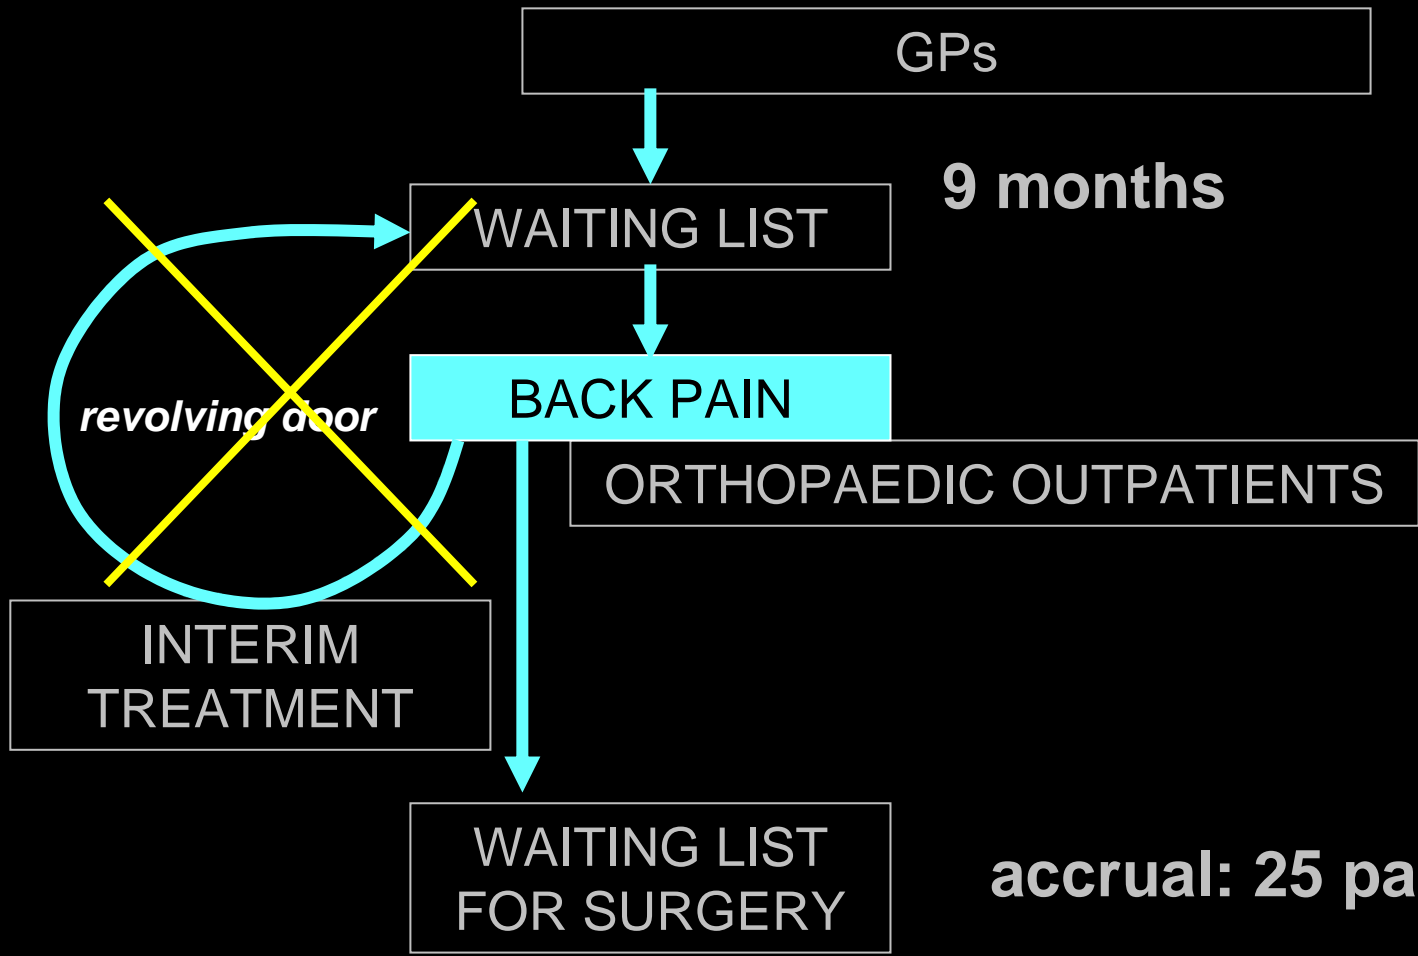 GPs
9 months
WAITING LIST
revolving door
BACK PAIN
ORTHOPAEDIC OUTPATIENTS
INTERIM
TREATMENT
WAITING LIST
FOR SURGERY
accrual: 25 pa